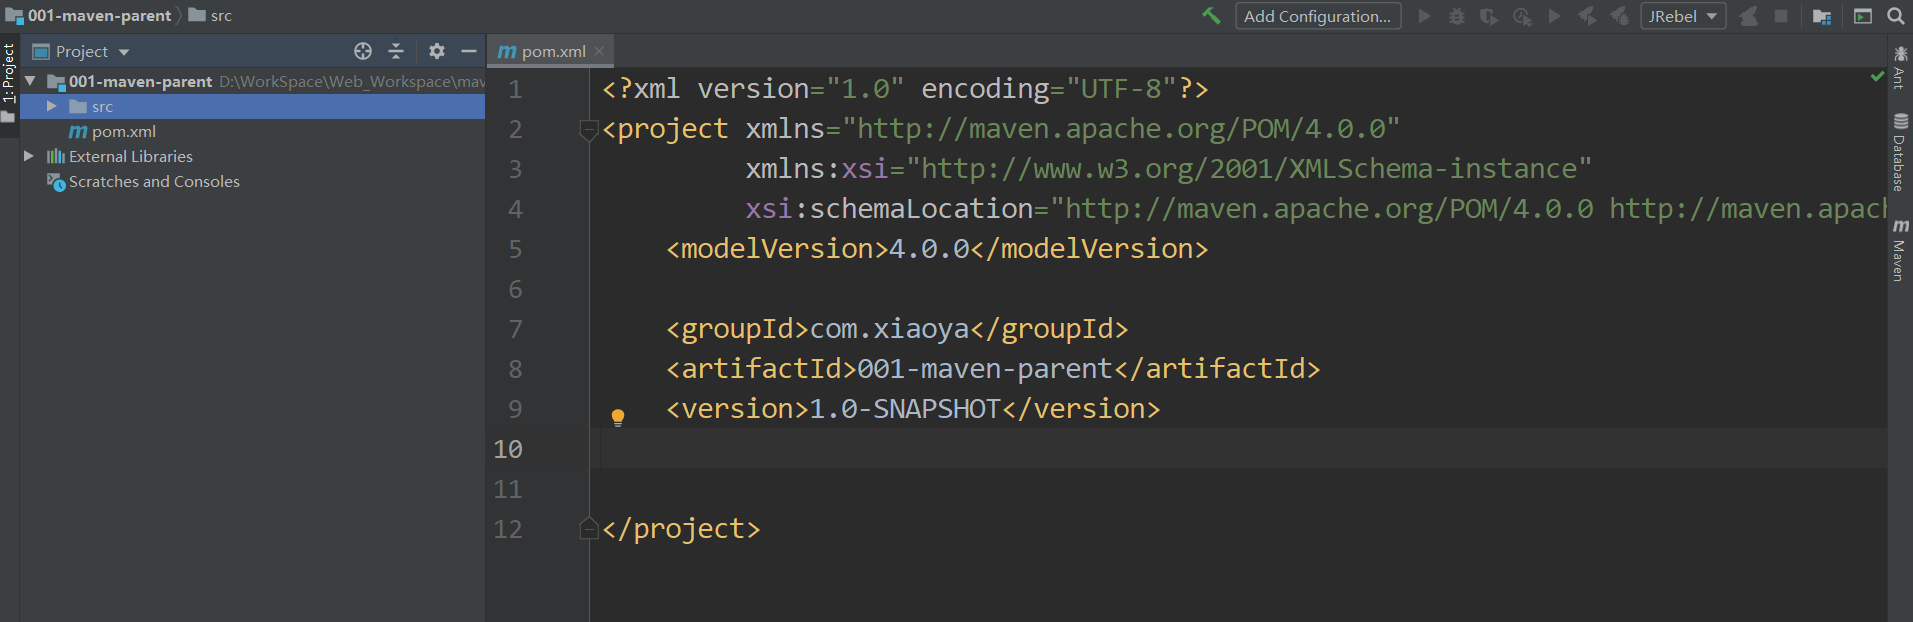 001-maven-parent src
Add Configuration...
JRebel
1: Project
Project
001-maven-parent D:\WorkSpace\Web_Workspace\mav
src
pom.xml
External Libraries
Scratches and Consoles
pom.xml
1 <?xml version="1.0" encoding="UTF-8"?>
2 <project xmlns="http://maven.apache.org/POM/4.0.0"
3 xmlns:xsi="http://www.w3.org/2001/XMLSchema-instance"
4 xsi:schemaLocation="http://maven.apache.org/POM/4.0.0 http://maven.apac
5 <modelVersion>4.0.0</modelVersion>
6
7 <groupId>com.xiaoya</groupId>
8 <artifactId>001-maven-parent</artifactId>
9 <version>1.0-SNAPSHOT</version>
10
11
12 </project>
Ant
Database
m Maven